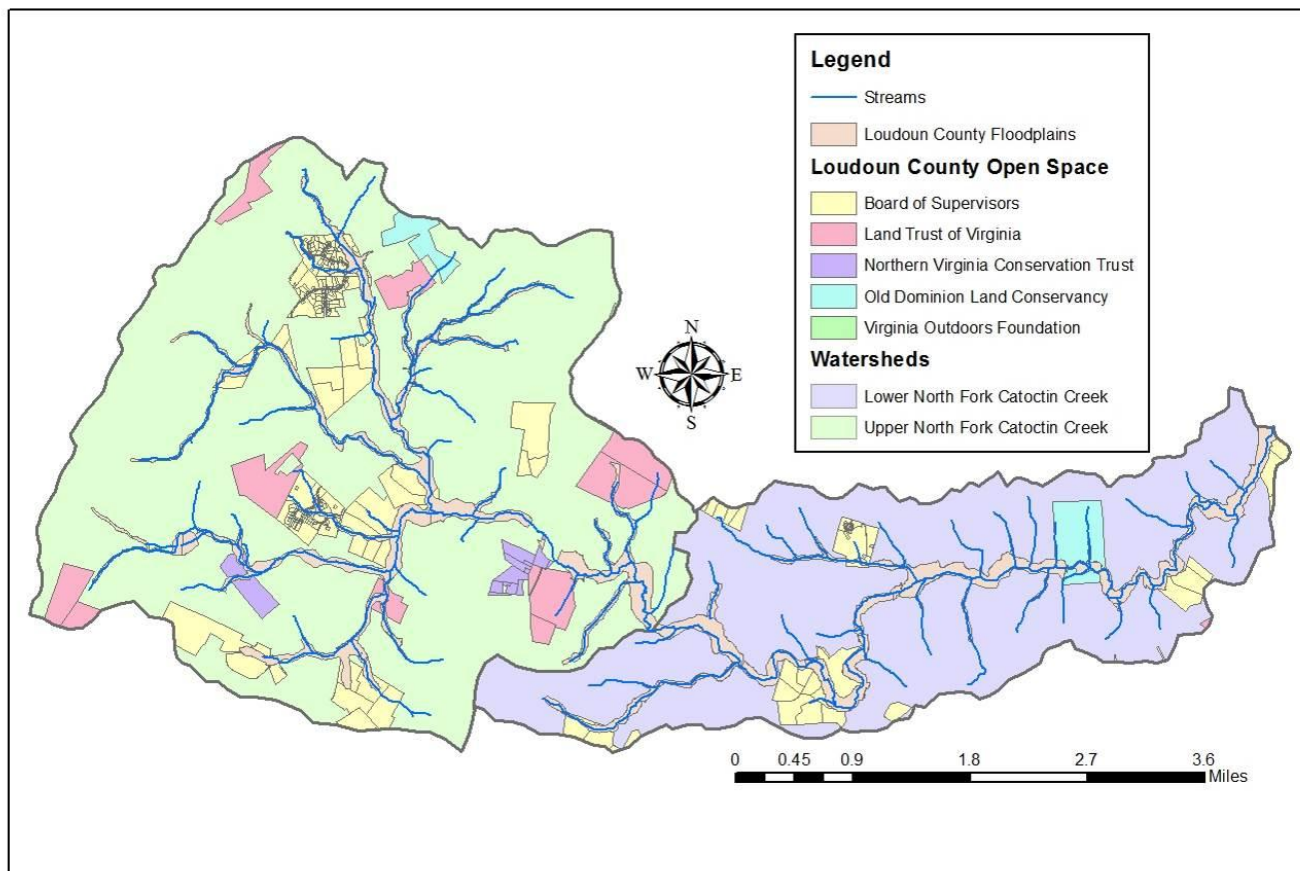 Legend
Streams
Loudoun County Floodplains
Loudoun County Open Space
Board of Supervisors
Land Trust of Virginia
Northern Virginia Conservation Trust
Old Dominion Land Conservancy
Virginia Outdoors Foundation
Watersheds
Lower North Fork Catoctin Creek
Upper North Fork Catoctin Creek
N
W E
S
0 0.45 0.9 1.8 2.7 3.6
Miles